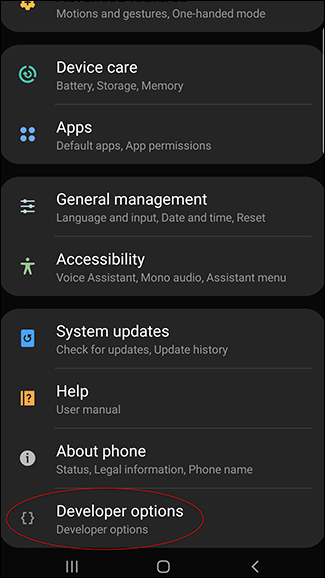 Advanced features
Motions and gestures, One-handed mode
Device care
Battery, Storage, Memory
Apps
Default apps, App permissions
General management
Language and input, Date and time, Reset
Accessibility
Voice Assistant, Mono audio, Assistant menu
System updates
Check for updates, Update history
Help
User manual
About phone
Status, Legal information, Phone name
Developer options
Developer options